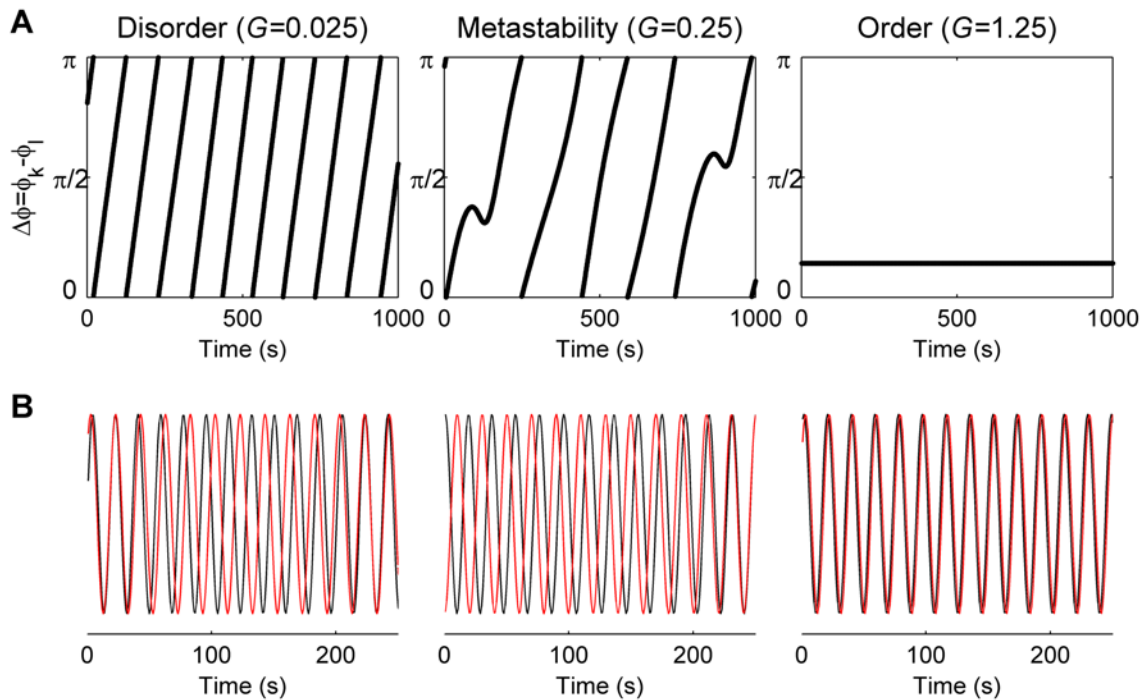 A
Disorder (G=0.025)
Metastability (G=0.25)
Order (G=1.25)
Δϕ=ϕk-ϕl
π
π/2
0
π
π/2
0
π
π/2
0
0 500 1000
0 500 1000
0 500 1000
Time (s)
Time (s)
Time (s)
B
0 100 200
0 100 200
0 100 200
Time (s)
Time (s)
Time (s)